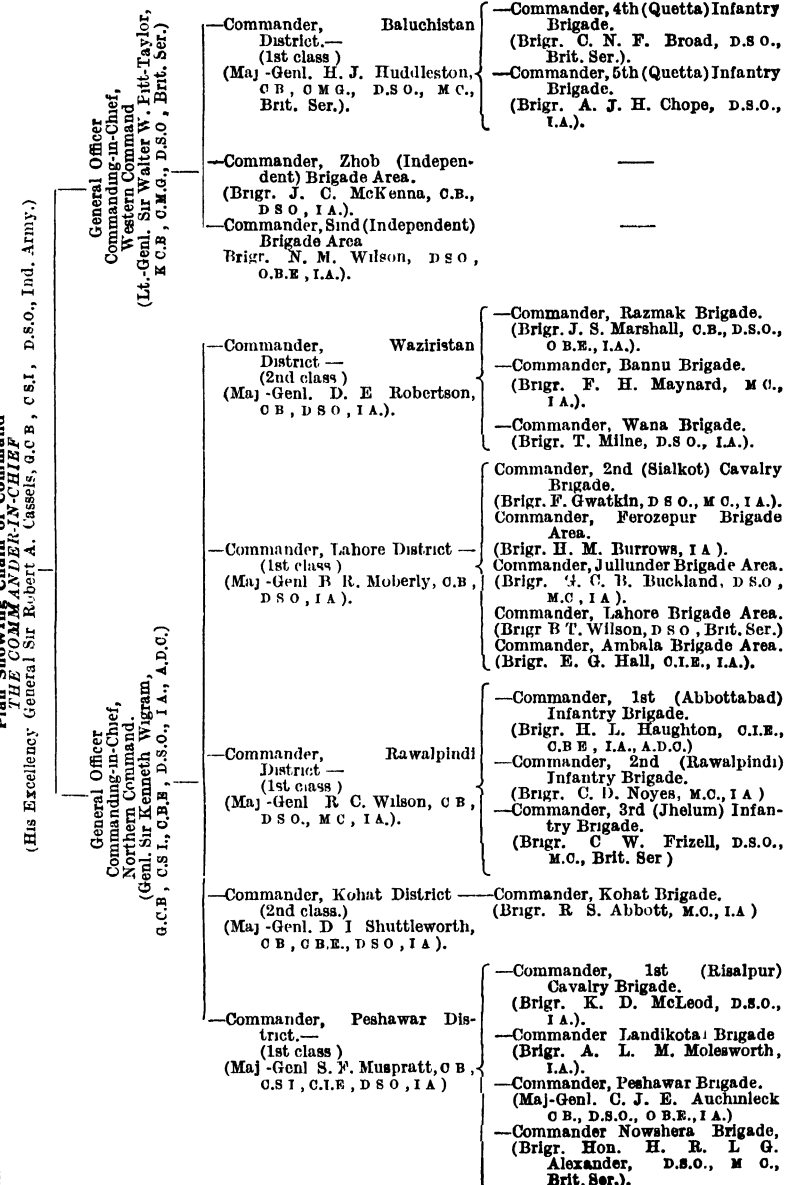 Plan Showing Chain of Command
THE COMMANDER-IN-CHIEF
(His Excellency General Sir Robert A. Cassels, G.C B , C S.I , D.S.O., Ind. Army.)
General Officer
Commanding-in-Chief,
Western Command
(Lt.-Genl. Sir Walter W. Pitt-Taylor,
K C.B , C.M.G., D.S.O , Brit. Ser.)
—Commander, Baluchistan
District.—
(1st class )
(Maj -Genl. H. J. Huddleston,
C B , C M G., D.S O., M C.,
Brit. Ser.).
—Commander, 4th (Quetta) Infantry
Brigade.
(Brigr. C. N. F. Broad, D.S O.,
Brit. Ser.).
—Commander, 5th (Quetta) Infantry
Brigade.
(Brigr. A. J. H. Chope, D.S.O.,
I.A.).
—Commander, Zhob (Indepen-
dent) Brigade Area.
(Brigr. J. C. McKenna, C.B.,
D S O , I A.).
—Commander, Sind (Independent)
Brigade Area
Brigr. N. M. Wilson, D S O ,
O.B.E , I.A.).
General Officer
Commanding-in-Chief,
Northern Command.
(Genl. Sir Kenneth Wigram,
G.C.B , C.S I., C.B.E , D.S.O., I A., A.D.C.)
—Commander, Waziristan
District —
(2nd class )
(Maj -Genl. D. E Robertson,
C B , D S O , I A.).
—Commander, Razmak Brigade.
(Brigr. J. S. Marshall, C.B., D.S.O.,
O B.E., I.A.).
—Commander, Bannu Brigade.
(Brigr. F. H. Maynard, M C.,
I A.).
—Commander, Wana Brigade.
(Brigr. T. Milne, D.S O., I.A.).
—Commander, Lahore District —
(1st class )
(Maj -Genl B R. Moberly, C.B ,
D S O , I A ).
Commander, 2nd (Sialkot) Cavalry
Brigade.
(Brigr. F. Gwatkin, D S O., M C., I A.).
Commander, Ferozepur Brigade
Area.
(Brigr. H. M. Burrows, I A ).
Commander, Jullunder Brigade Area.
(Brigr. G. C. B. Buckland, D S.O ,
M.C , I A ).
Commander, Lahore Brigade Area.
(Brigr B T. Wilson, D S O , Brit. Ser.)
Commander, Ambala Brigade Area.
(Brigr. E. G. Hall, C.I.E., I.A.).
—Commander, Rawalpindi
District —
(1st class )
(Maj -Genl R C. Wilson, C B ,
D S O., M C , I A.).
—Commander, 1st (Abbottabad)
Infantry Brigade.
(Brigr. H. L. Haughton, C.I.E.,
C.B E , I.A., A.D.C.)
—Commander, 2nd (Rawalpindi)
Infantry Brigade.
(Brigr. C. D. Noyes, M.C., I A )
—Commander, 3rd (Jhelum) Infan-
try Brigade.
(Brigr. C W. Frizell, D.S.O.,
M.C., Brit. Ser )
—Commander, Kohat District —
(2nd class.)
(Maj -Genl. D I Shuttleworth,
C B , C B.E., D S O , I A ).
—Commander, Kohat Brigade.
(Brigr. R S. Abbott, M.C., I.A )
—Commander, Peshawar Dis-
trict.—
(1st class )
(Maj -Genl S. F. Muspratt, C B ,
C.S I , C.I.E , D S O , I A )
—Commander, 1st (Risalpur)
Cavalry Brigade.
(Brigr. K. D. McLeod, D.S.O.,
I A.).
—Commander Landikotal Brigade
(Brigr. A. L. M. Molesworth,
I.A.).
—Commander, Peshawar Brigade.
(Maj-Genl. C. J. E. Auchinleck
C B., D.S.O., O B.E., I A.)
—Commander Nowshera Brigade,
(Brigr. Hon. H. R. L G.
Alexander, D.S.O., M C.,
Brit. Ser.).